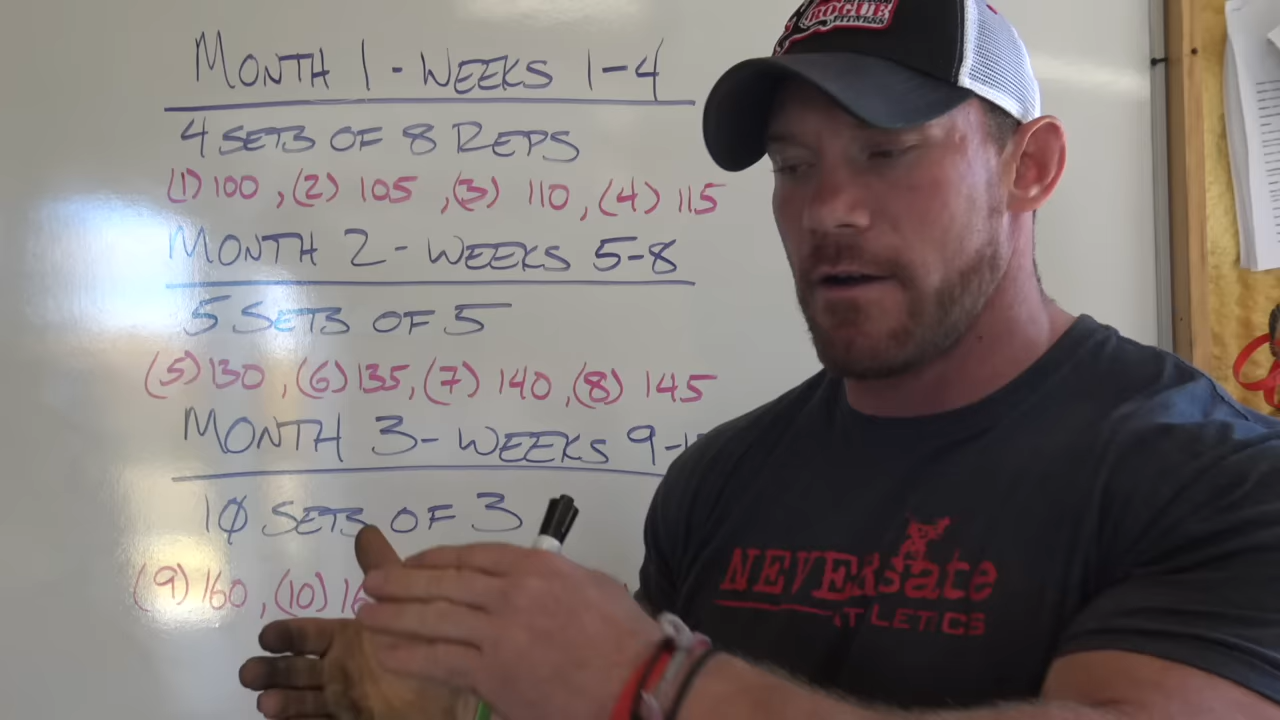 MONTH 1 - WEEKS 1-4
4 SETS OF 8 REPS
(1) 100 , (2) 105 , (3) 110 , (4) 115
MONTH 2 - WEEKS 5-8
5 SETS OF 5
(5) 130 , (6) 135, (7) 140 , (8) 145
MONTH 3- WEEKS 9-
10 SETS OF 3
(9) 160 , (10)
ROGUE
FITNESS
NEVERsate
ATLETICS